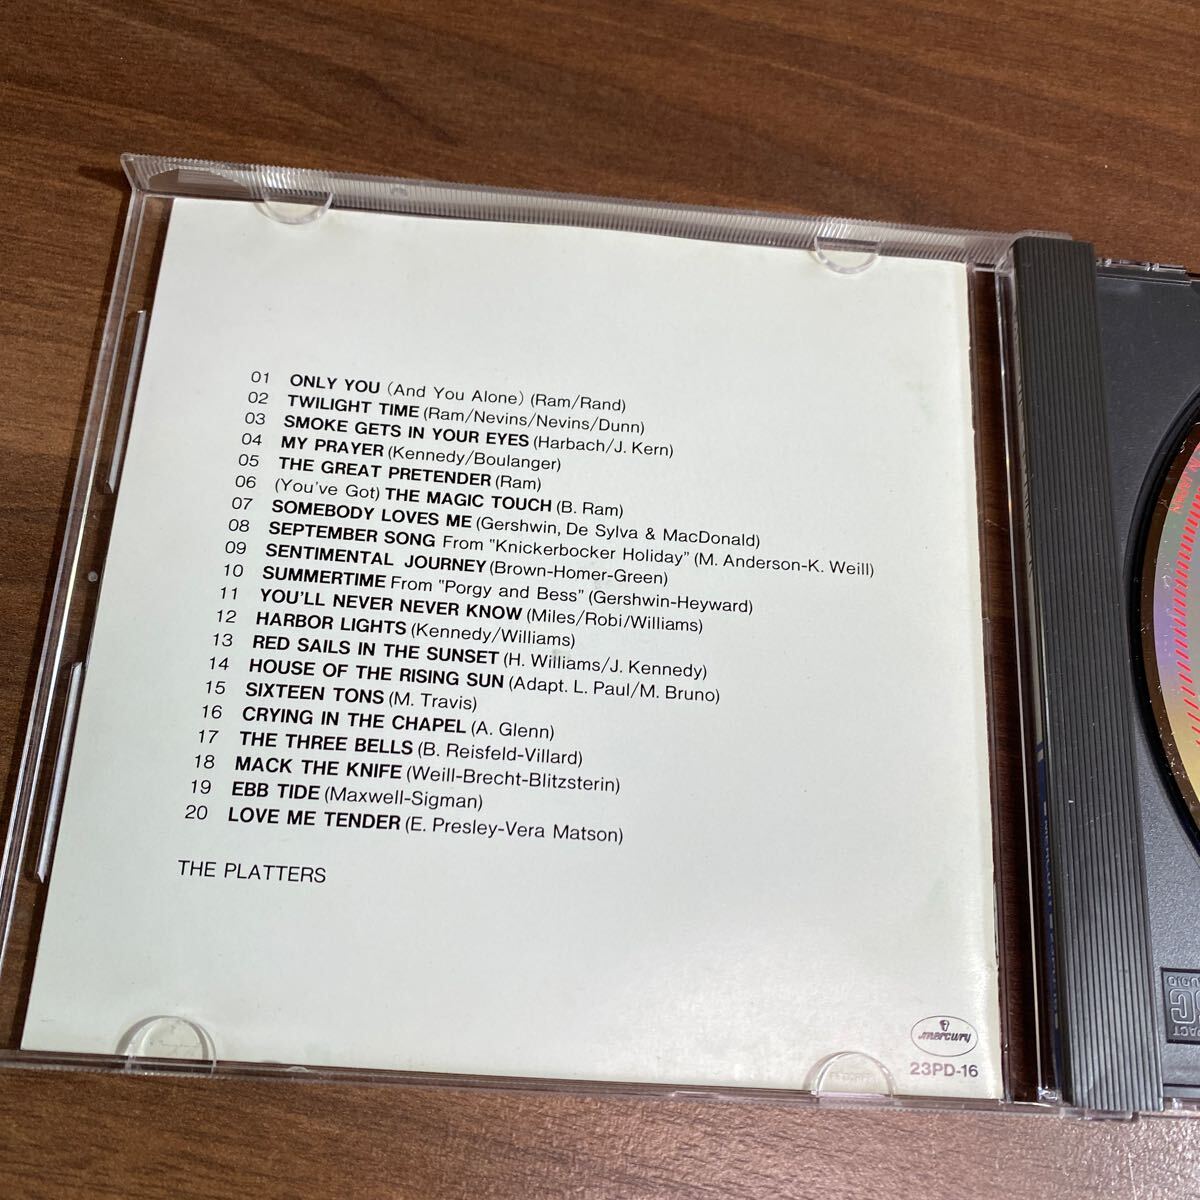 01 ONLY YOU (And You Alone) (Ram/Rand)
02 TWILIGHT TIME (Ram/Nevins/Nevins/Dunn)
03 SMOKE GETS IN YOUR EYES (Harbach/J. Kern)
04 MY PRAYER (Kennedy/Boulanger)
05 THE GREAT PRETENDER (Ram)
06 (You've Got) THE MAGIC TOUCH (B. Ram)
07 SOMEBODY LOVES ME (Gershwin, De Sylva & MacDonald)
08 SEPTEMBER SONG From "Knickerbocker Holiday" (M. Anderson-K. Weill)
09 SENTIMENTAL JOURNEY (Brown-Homer-Green)
10 SUMMERTIME From "Porgy and Bess" (Gershwin-Heyward)
11 YOU'LL NEVER NEVER KNOW (Miles/Robi/Williams)
12 HARBOR LIGHTS (Kennedy/Williams)
13 RED SAILS IN THE SUNSET (H. Williams/J. Kennedy)
14 HOUSE OF THE RISING SUN (Adapt. L. Paul/M. Bruno)
15 SIXTEEN TONS (M. Travis)
16 CRYING IN THE CHAPEL (A. Glenn)
17 THE THREE BELLS (B. Reisfeld-Villard)
18 MACK THE KNIFE (Weill-Brecht-Blitzsterin)
19 EBB TIDE (Maxwell-Sigman)
20 LOVE ME TENDER (E. Presley-Vera Matson)
THE PLATTERS
mercury
23PD-16